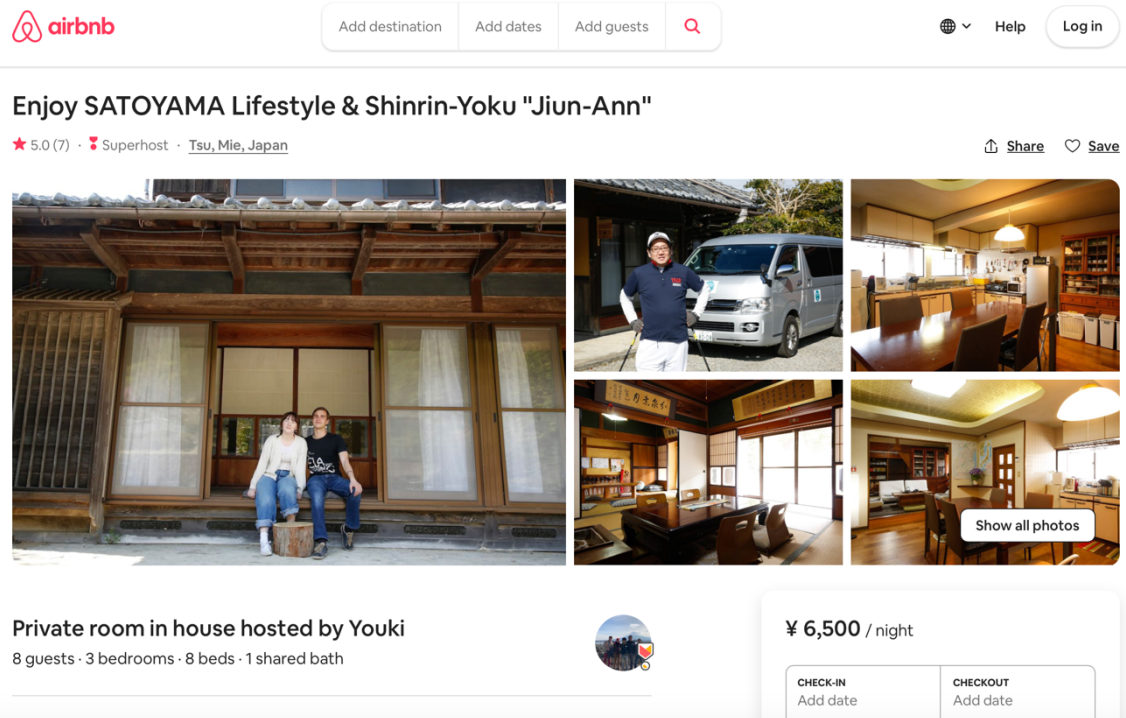 airbnb
Add destination
Add dates
Add guests
Help
Log in
Enjoy SATOYAMA Lifestyle & Shinrin-Yoku "Jiun-Ann"
5.0 (7) · Superhost · Tsu, Mie, Japan
Share
Save
Show all photos
Private room in house hosted by Youki
8 guests · 3 bedrooms · 8 beds · 1 shared bath
¥ 6,500 / night
CHECK-IN
Add date
CHECKOUT
Add date